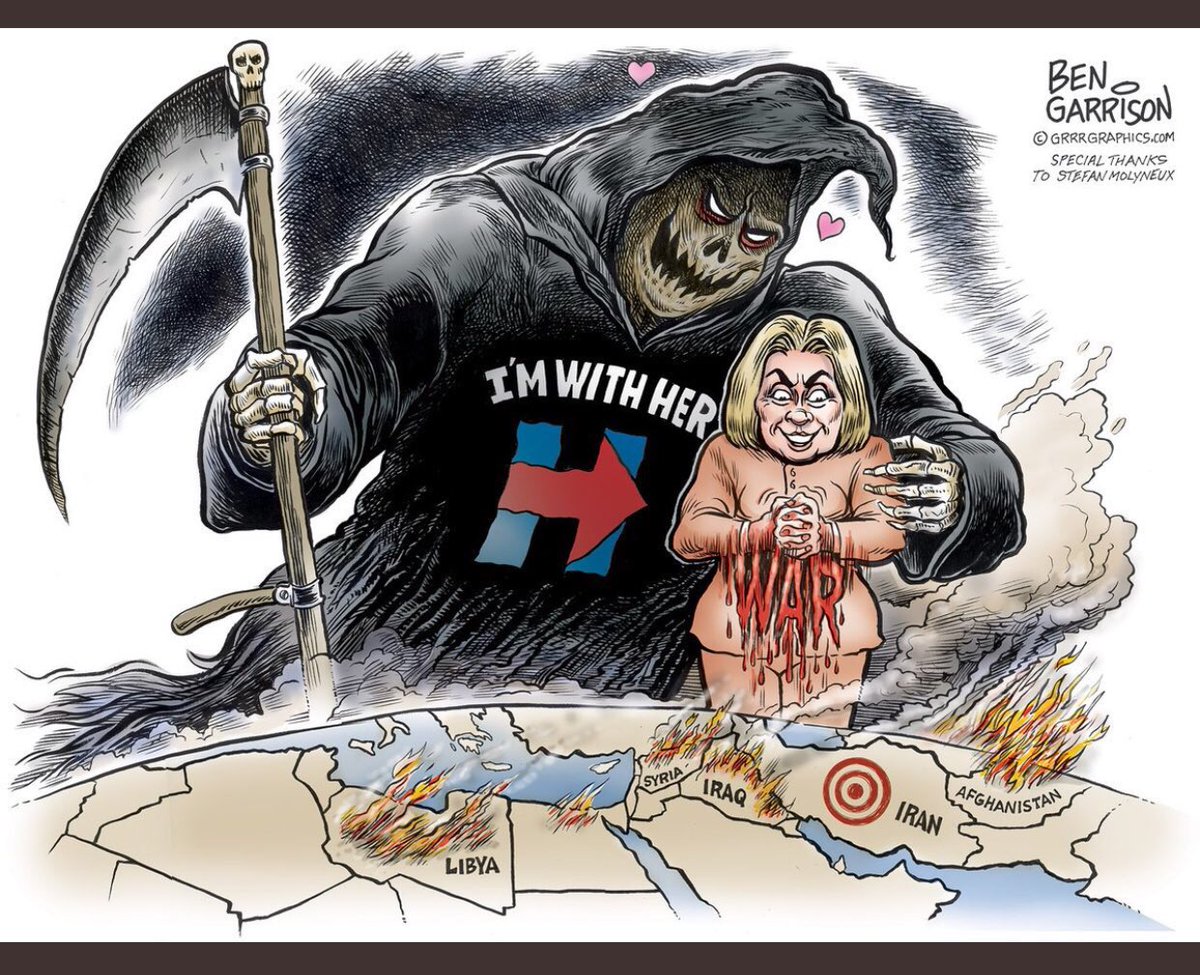 BEN
GARRISON
© GRRRGRAPHICS.COM
SPECIAL THANKS
TO STEFAN MOLYNEUX
I'M WITH HER
H
WAR
SYRIA
IRAQ
IRAN
AFGHANISTAN
LIBYA